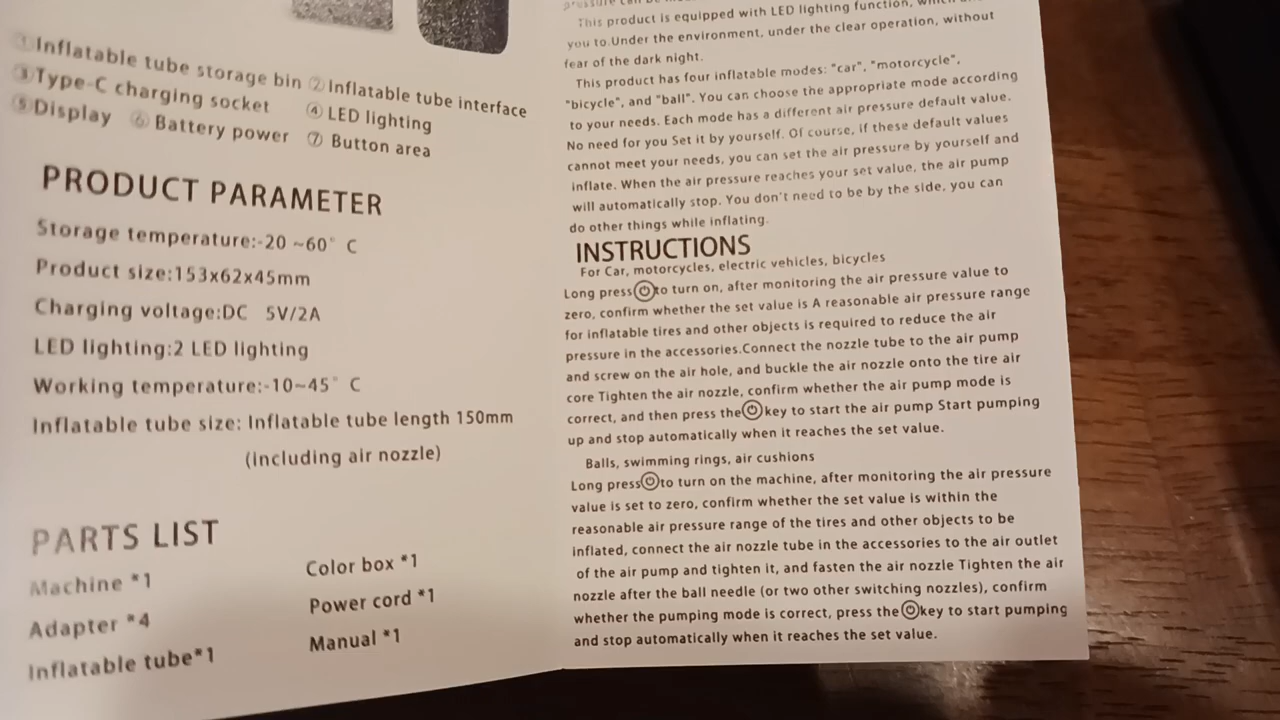 ①Inflatable tube storage bin ②Inflatable tube interface
③Type-C charging socket ④ LED lighting
⑤Display ⑥ Battery power ⑦ Button area
PRODUCT PARAMETER
Storage temperature:-20 ~60° C
Product size:153x62x45mm
Charging voltage:DC 5V/2A
LED lighting:2 LED lighting
Working temperature:-10~45° C
Inflatable tube size: Inflatable tube length 150mm
(including air nozzle)
PARTS LIST
Machine *1 Color box *1
Adapter *4 Power cord *1
Inflatable tube*1 Manual *1
pressure can be
This product is equipped with LED lighting function, which
you to.Under the environment, under the clear operation, without
fear of the dark night.
This product has four inflatable modes: "car", "motorcycle",
"bicycle", and "ball". You can choose the appropriate mode according
to your needs. Each mode has a different air pressure default value.
No need for you Set it by yourself. Of course, if these default values
cannot meet your needs, you can set the air pressure by yourself and
inflate. When the air pressure reaches your set value, the air pump
will automatically stop. You don't need to be by the side, you can
do other things while inflating.
INSTRUCTIONS
For Car, motorcycles, electric vehicles, bicycles
Long press to turn on, after monitoring the air pressure value to
zero, confirm whether the set value is A reasonable air pressure range
for inflatable tires and other objects is required to reduce the air
pressure in the accessories.Connect the nozzle tube to the air pump
and screw on the air hole, and buckle the air nozzle onto the tire air
core Tighten the air nozzle, confirm whether the air pump mode is
correct, and then press the key to start the air pump Start pumping
up and stop automatically when it reaches the set value.
Balls, swimming rings, air cushions
Long press to turn on the machine, after monitoring the air pressure
value is set to zero, confirm whether the set value is within the
reasonable air pressure range of the tires and other objects to be
inflated, connect the air nozzle tube in the accessories to the air outlet
of the air pump and tighten it, and fasten the air nozzle Tighten the air
nozzle after the ball needle (or two other switching nozzles), confirm
whether the pumping mode is correct, press the key to start pumping
and stop automatically when it reaches the set value.